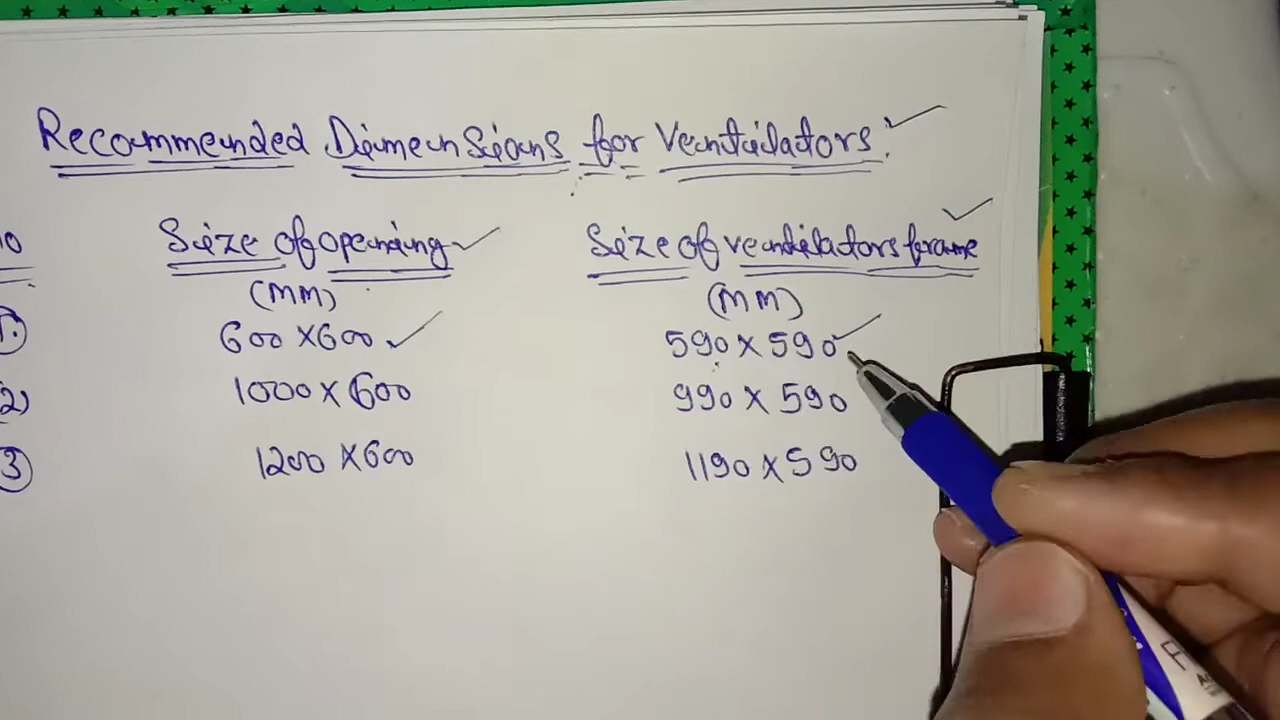 Recommended Dimensions for Ventilators.
Size of opening Size of ventilators frame
(MM) (MM)
1. 600 X 600 590 X 590
2) 1000 X 600 990 X 590
3 1200 X 600 1190 X 590